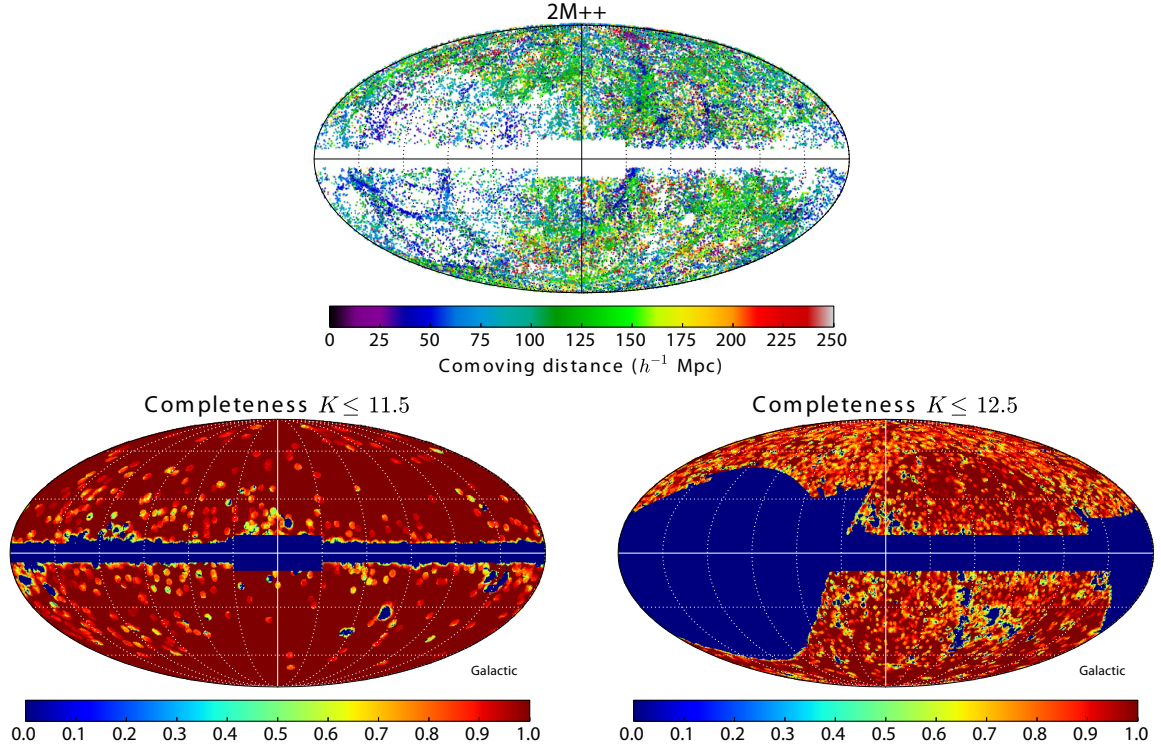 2M++
0 25 50 75 100 125 150 175 200 225 250
Comoving distance (h⁻¹ Mpc)
Completeness K ≤ 11.5
Completeness K ≤ 12.5
Galactic
Galactic
0.0 0.1 0.2 0.3 0.4 0.5 0.6 0.7 0.8 0.9 1.0
0.0 0.1 0.2 0.3 0.4 0.5 0.6 0.7 0.8 0.9 1.0